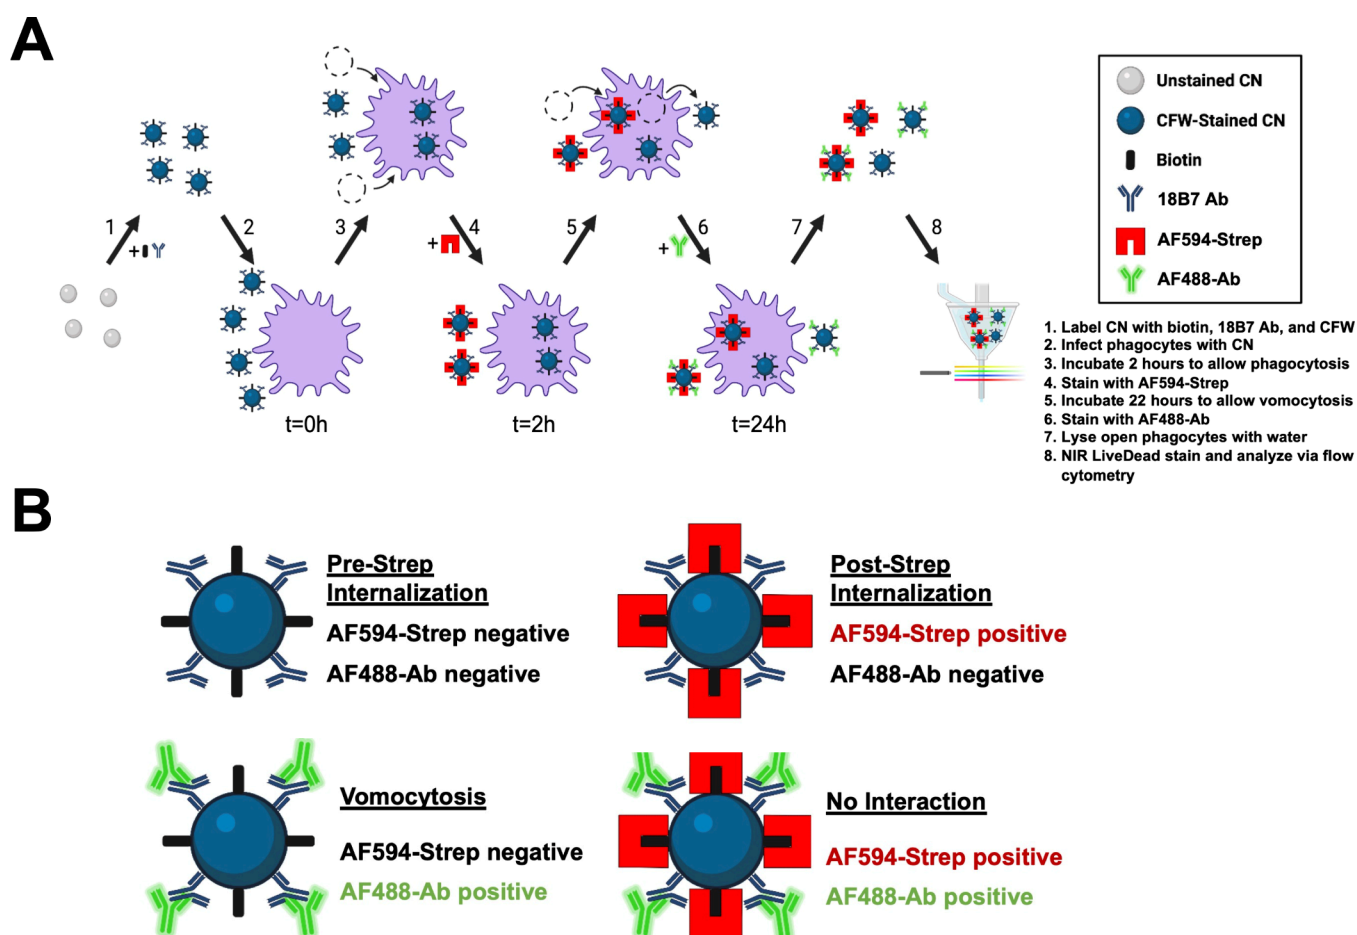 A
1
+
2
3
+
4
5
+
6
7
8
t=0h
t=2h
t=24h
Unstained CN
CFW-Stained CN
Biotin
18B7 Ab
AF594-Strep
AF488-Ab
1. Label CN with biotin, 18B7 Ab, and CFW
2. Infect phagocytes with CN
3. Incubate 2 hours to allow phagocytosis
4. Stain with AF594-Strep
5. Incubate 22 hours to allow vomocytosis
6. Stain with AF488-Ab
7. Lyse open phagocytes with water
8. NIR LiveDead stain and analyze via flow
cytometry
B
Pre-Strep
Internalization
AF594-Strep negative
AF488-Ab negative
Post-Strep
Internalization
AF594-Strep positive
AF488-Ab negative
Vomocytosis
AF594-Strep negative
AF488-Ab positive
No Interaction
AF594-Strep positive
AF488-Ab positive